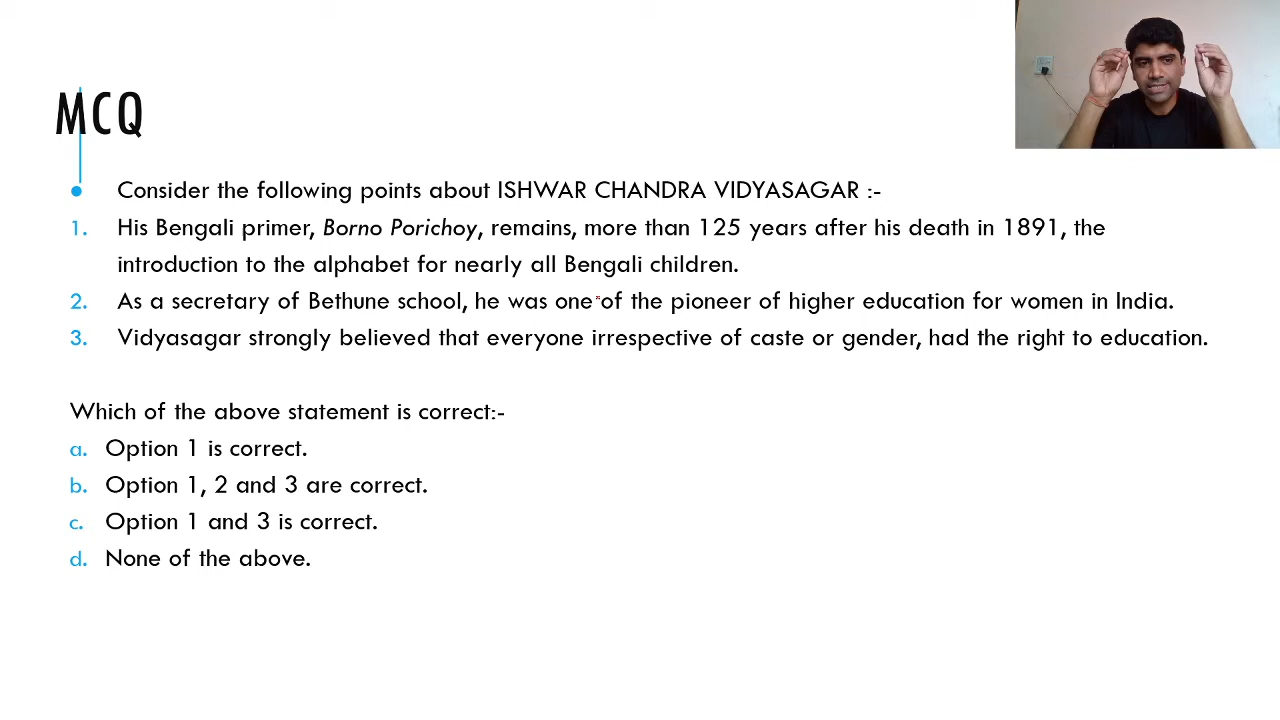 MCQ
• Consider the following points about ISHWAR CHANDRA VIDYASAGAR :-
1. His Bengali primer, Borno Porichoy, remains, more than 125 years after his death in 1891, the
introduction to the alphabet for nearly all Bengali children.
2. As a secretary of Bethune school, he was one of the pioneer of higher education for women in India.
3. Vidyasagar strongly believed that everyone irrespective of caste or gender, had the right to education.
Which of the above statement is correct:-
a. Option 1 is correct.
b. Option 1, 2 and 3 are correct.
c. Option 1 and 3 is correct.
d. None of the above.